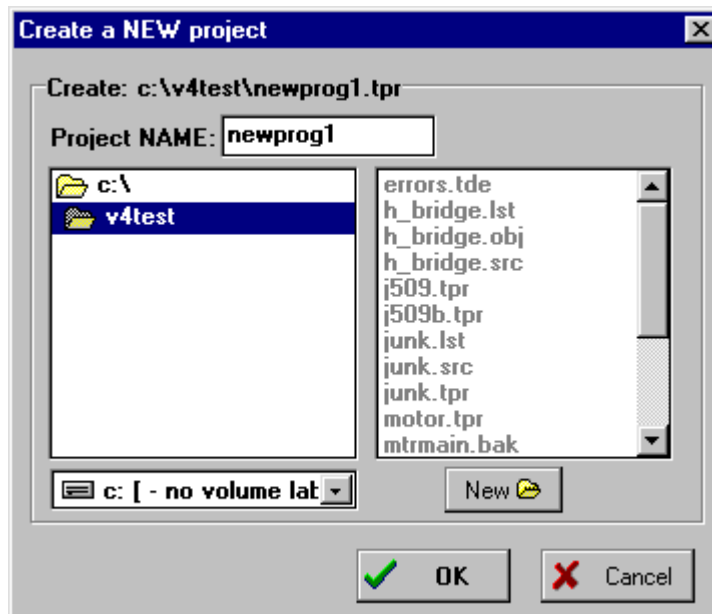 Create a NEW project
Create: c:\v4test\newprog1.tpr
Project NAME: newprog1
c:\
v4test
errors.tde
h_bridge.lst
h_bridge.obj
h_bridge.src
j509.tpr
j509b.tpr
junk.lst
junk.src
junk.tpr
motor.tpr
mtrmain.bak
c: [ - no volume lab
New
OK
Cancel